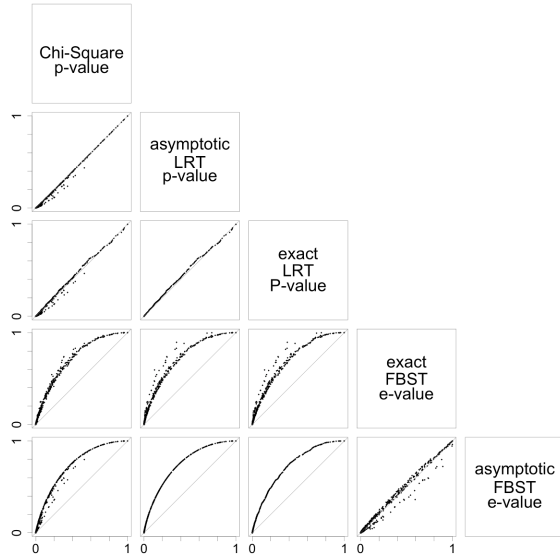 Chi-Square
p-value
1
0
asymptotic
LRT
p-value
1
0
exact
LRT
P-value
1
0
exact
FBST
e-value
1
0
asymptotic
FBST
e-value
0 1 0 1 0 1 0 1